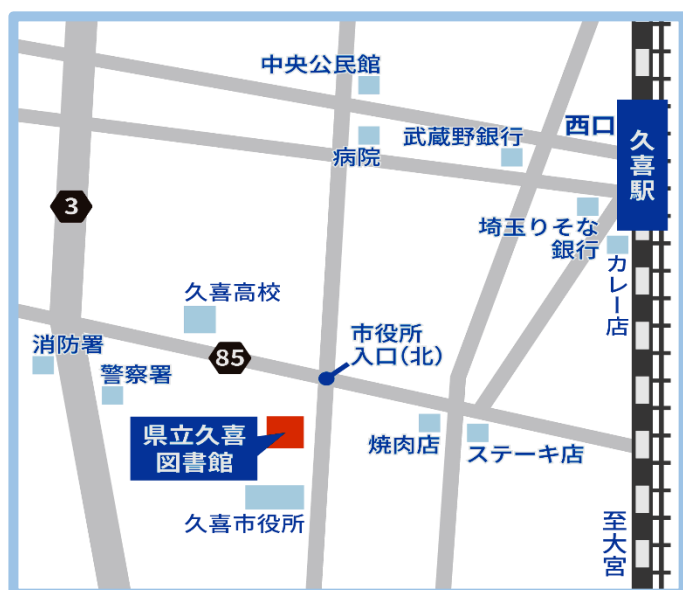 中央公民館
西口
久喜駅
病院
武蔵野銀行
3
埼玉りそな
銀行
カレー店
久喜高校
市役所
入口(北)
消防署
85
警察署
県立久喜
図書館
焼肉店
ステーキ店
久喜市役所
至大宮